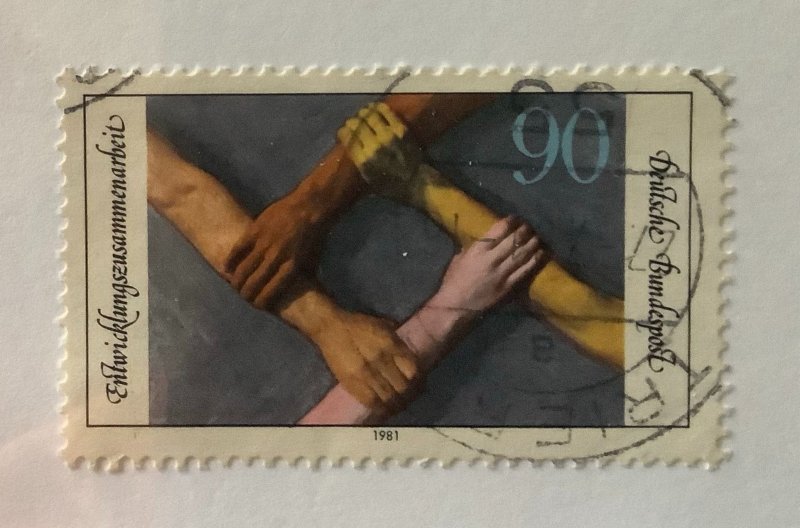 Entwicklungszusammenarbeit
90
Deutsche Bundespost
1981